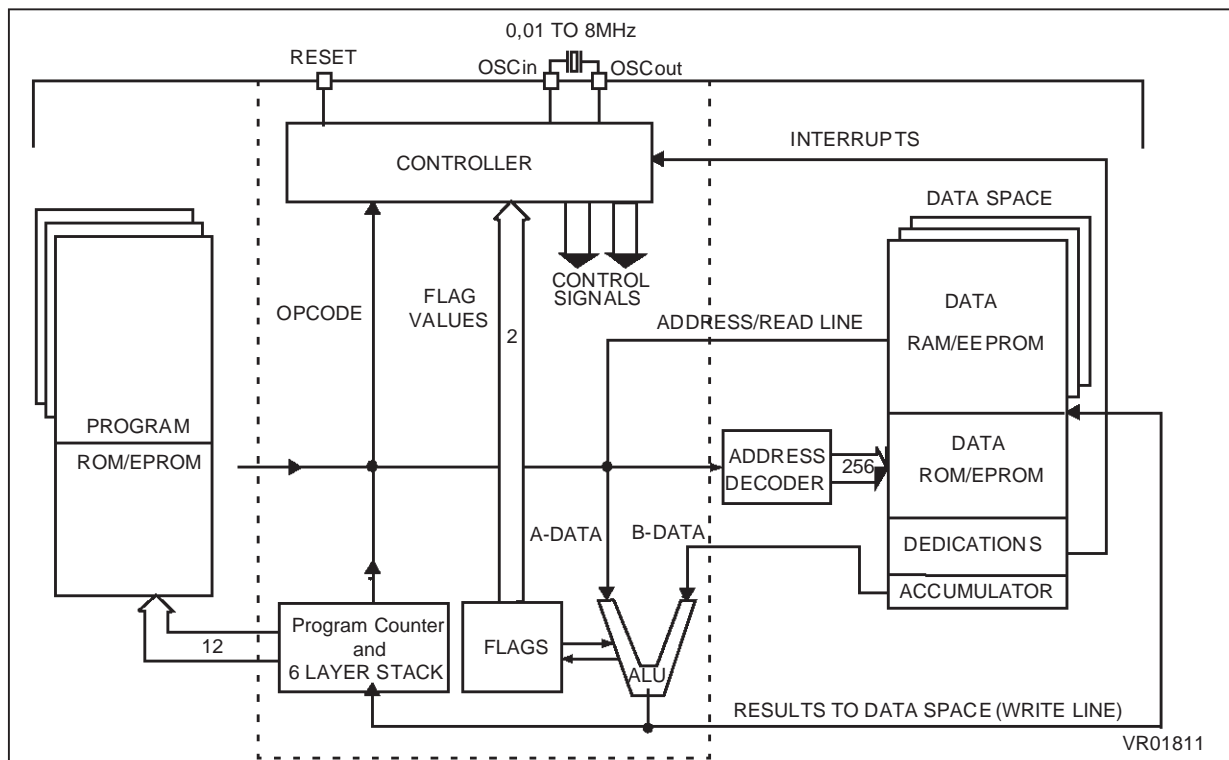 0,01 TO 8MHz
RESET
OSCin
OSCout
INTERRUPTS
CONTROLLER
DATA SPACE
CONTROL
SIGNALS
OPCODE
FLAG
VALUES
2
ADDRESS/READ LINE
DATA
RAM/EEPROM
PROGRAM
ROM/EPROM
ADDRESS
DECODER
256
DATA
ROM/EPROM
A-DATA
B-DATA
DEDICATIONS
ACCUMULATOR
12
Program Counter
and
6 LAYER STACK
FLAGS
ALU
RESULTS TO DATA SPACE (WRITE LINE)
VR01811